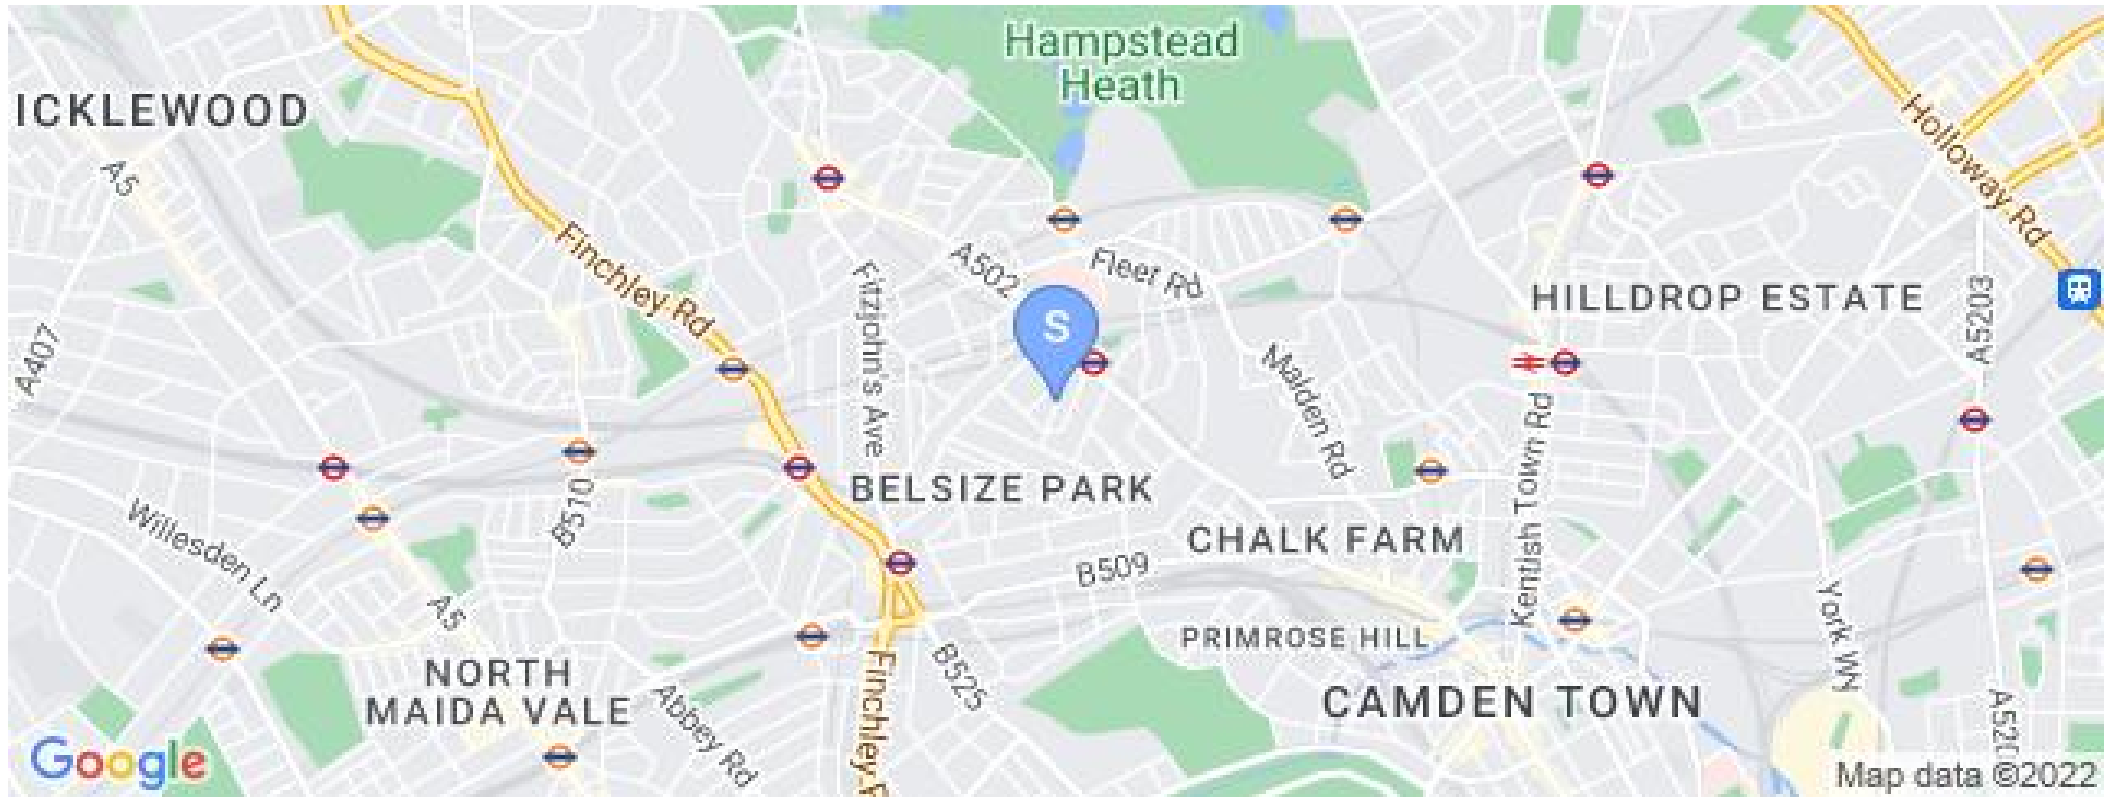 Hampstead
Heath
ICKLEWOOD
Holloway Rd
A5
Finchley Rd
A502
Fleet Rd
Fitzjohn's Ave
HILLDROP ESTATE
A5203
S
A407
Malden Rd
Kentish Town Rd
BELSIZE PARK
B510
Willesden Ln
CHALK FARM
B509
A5
York W
PRIMROSE HILL
B525
NORTH
MAIDA VALE
Abbey Rd
Finchley F
CAMDEN TOWN
A520
Google
Map data ©2022